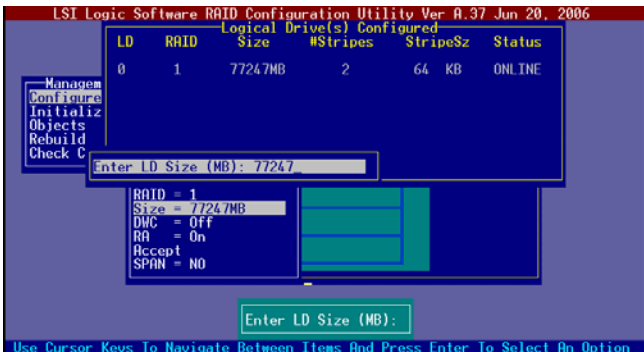 LSI Logic Software RAID Configuration Utility Ver A.37 Jun 20, 2006
Logical Drive(s) Configured
LD RAID Size #Stripes StripeSz Status
0 1 77247MB 2 64 KB ONLINE
Managem
Configure
Initializ
Objects
Rebuild
Check C
Enter LD Size (MB): 77247_
RAID = 1
Size = 77247MB
DWC = Off
RA = On
Accept
SPAN = NO
Enter LD Size (MB):
Use Cursor Keys To Navigate Between Items And Press Enter To Select An Option